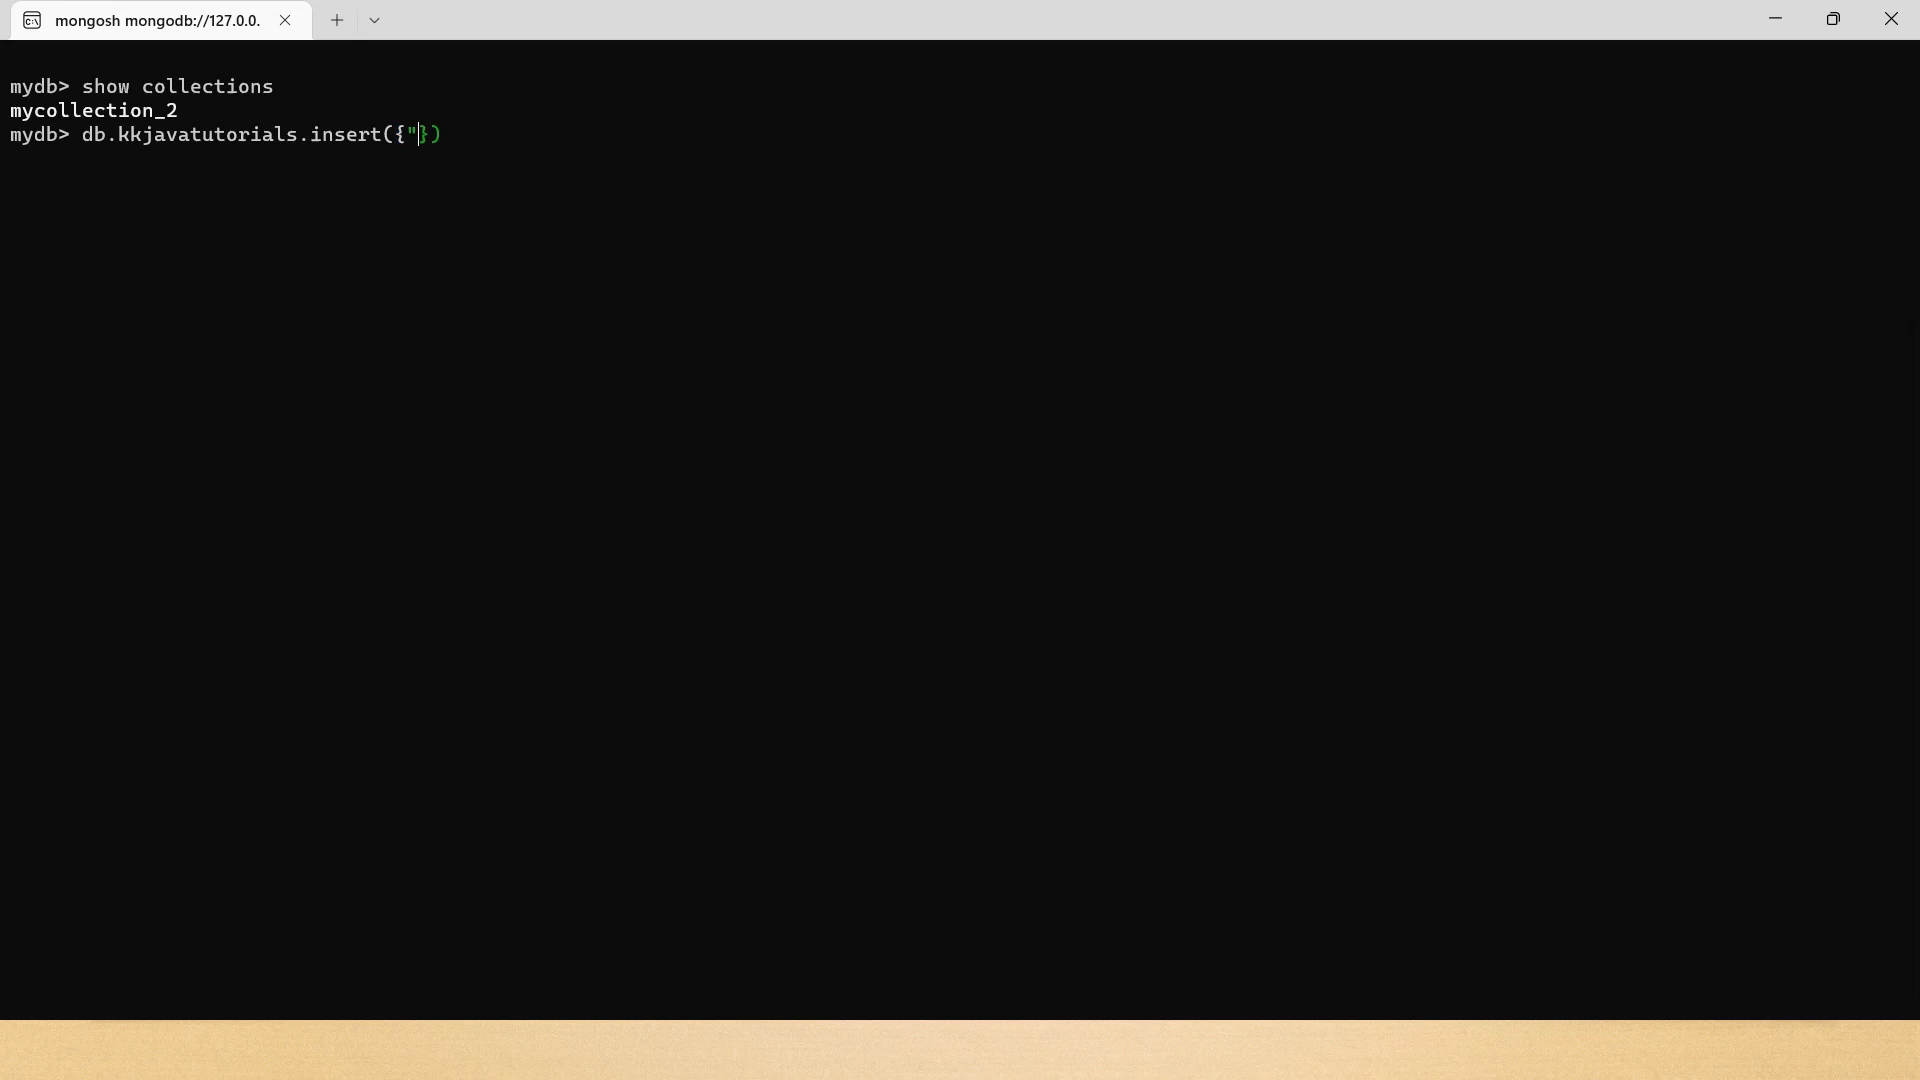 mongosh mongodb://127.0.0.
mydb> show collections
mycollection_2
mydb> db.kkjavatutorials.insert({"})